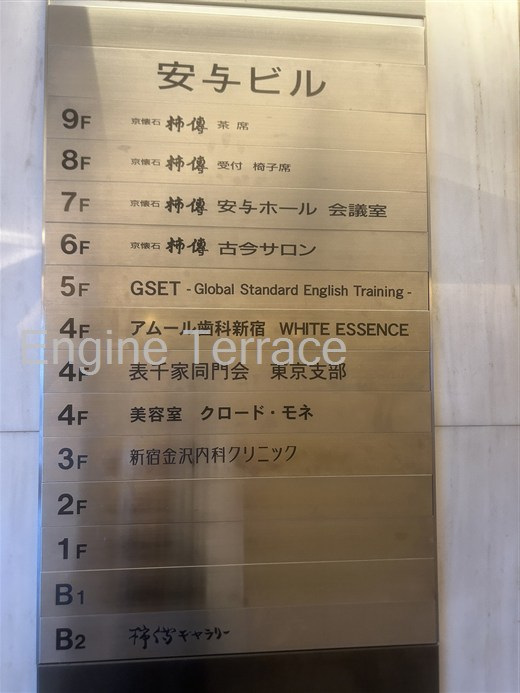 安与ビル
9F 京懐石 柿傳 茶席
8F 京懐石 柿傳 受付 椅子席
7F 京懐石 柿傳 安与ホール 会議室
6F 京懐石 柿傳 古今サロン
5F GSET - Global Standard English Training -
4F アムール歯科新宿 WHITE ESSENCE
Engine Terrace
4F 表千家同門会 東京支部
4F 美容室 クロード・モネ
3F 新宿金沢内科クリニック
2F
1F
B1
B2 柿傳ギャラリー